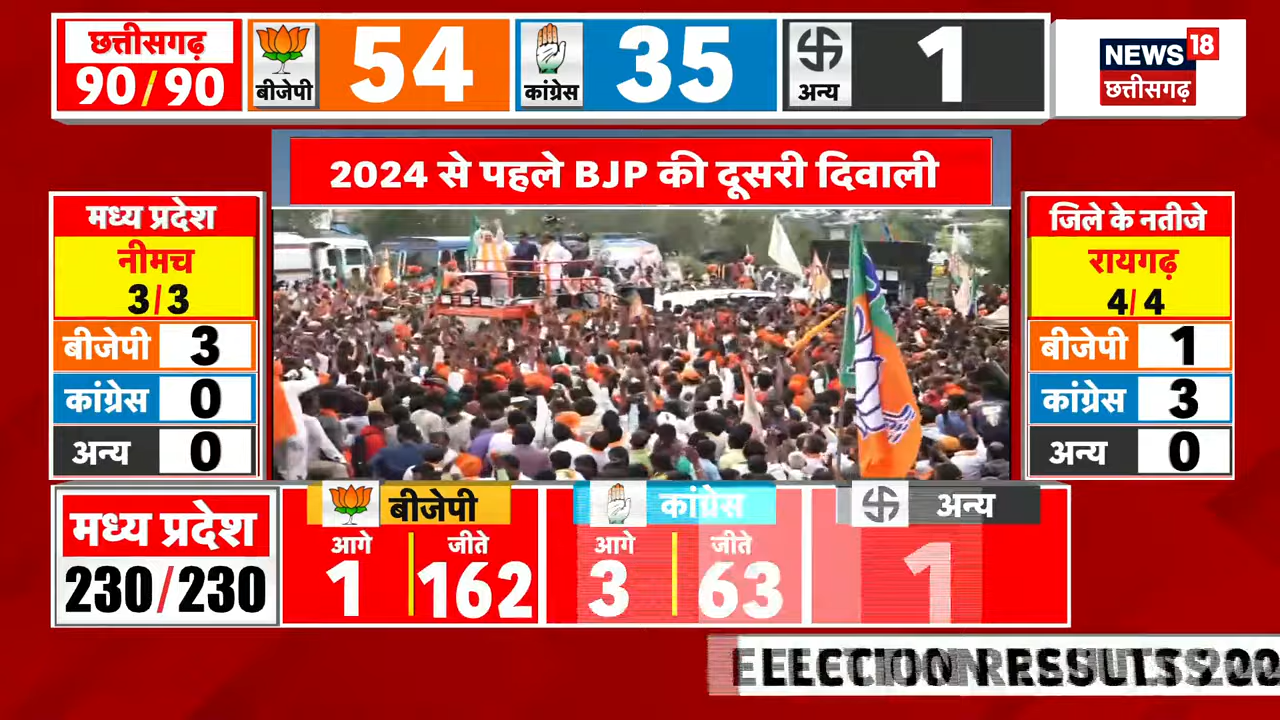 छत्तीसगढ़
90/90
बीजेपी
54
कांग्रेस
35
अन्य
1
NEWS 18
छत्तीसगढ़
2024 से पहले BJP की दूसरी दिवाली
मध्य प्रदेश
नीमच
3/3
बीजेपी 3
कांग्रेस 0
अन्य 0
जिले के नतीजे
रायगढ़
4/4
बीजेपी 1
कांग्रेस 3
अन्य 0
मध्य प्रदेश
230/230
बीजेपी
आगे जीते
1 162
कांग्रेस
आगे जीते
3 63
अन्य
1